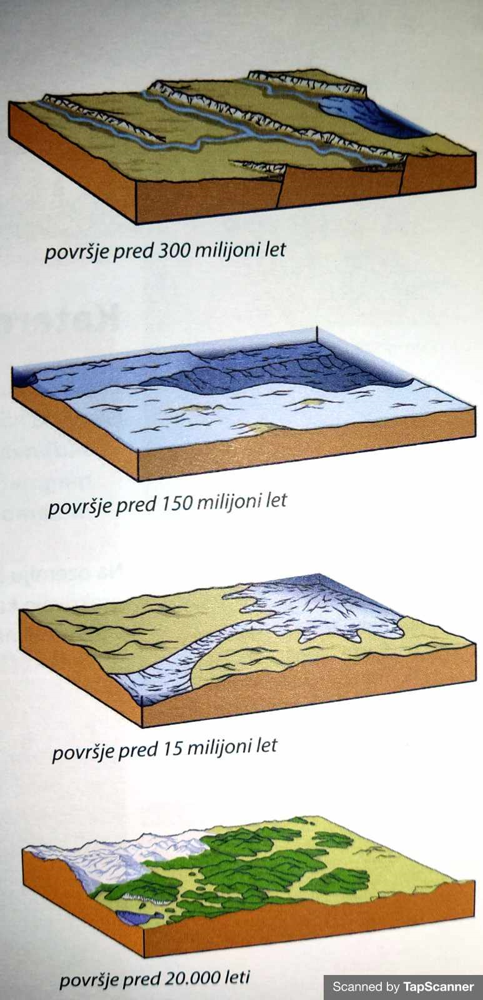 površje pred 300 milijoni let
površje pred 150 milijoni let
površje pred 15 milijoni let
površje pred 20.000 leti
Scanned by TapScanner